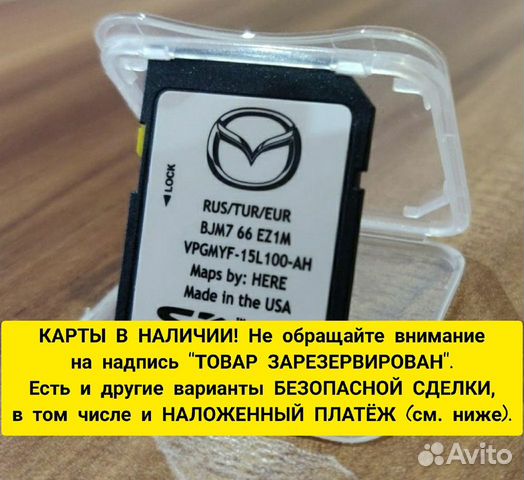 LOCK
RUS/TUR/EUR
BJM7 66 EZ1M
VPGMYF-15L100-AH
Maps by: HERE
Made in the USA
КАРТЫ В НАЛИЧИИ! Не обращайте внимание
на надпись "ТОВАР ЗАРЕЗЕРВИРОВАН".
Есть и другие варианты БЕЗОПАСНОЙ СДЕЛКИ,
в том числе и НАЛОЖЕННЫЙ ПЛАТЁЖ (см. ниже).
Avito